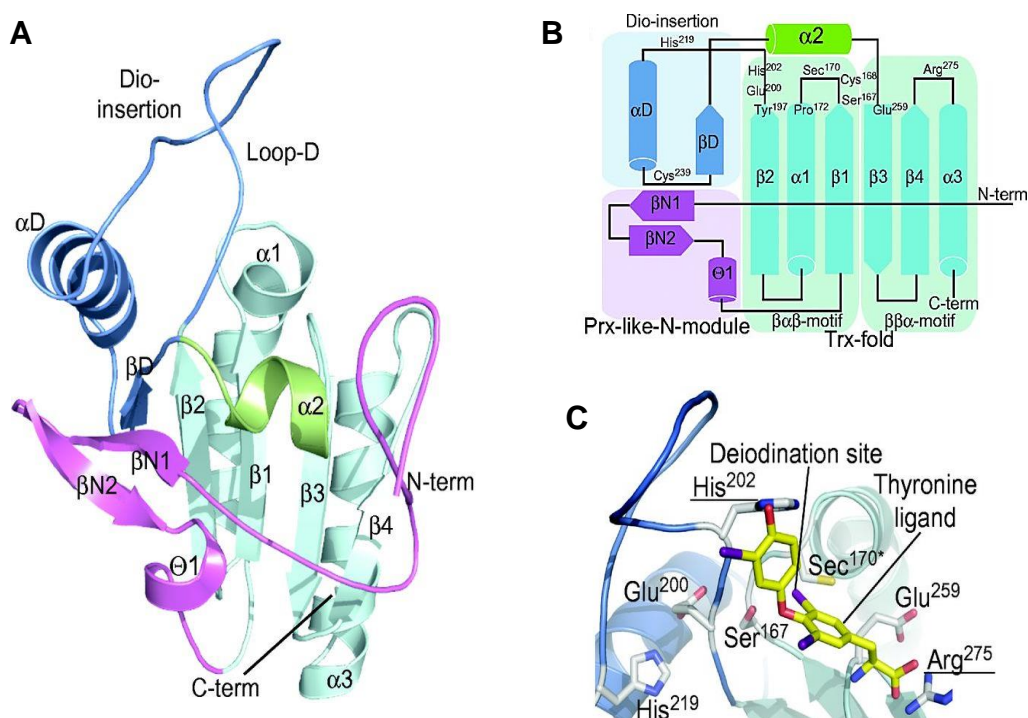 A
Dio-
insertion
Loop-D
αD
α1
βD
β2
α2
βN1
βN2
β1
β3
N-term
β4
Θ1
C-term
α3
B
Dio-insertion
α2
His²¹⁹
His²⁰²
Sec¹⁷⁰
Cys¹⁶⁸
Arg²⁷⁵
Glu²⁰⁰
Ser¹⁶⁷
Tyr¹⁹⁷
Pro¹⁷²
Glu²⁵⁹
αD
βD
β2
α1
β1
β3
β4
α3
Cys²³⁹
βN1
N-term
βN2
Θ1
C-term
Prx-like-N-module
βαβ-motif
ββα-motif
Trx-fold
C
Deiodination site
His²⁰²
Thyronine
ligand
Sec¹⁷⁰*
Glu²⁰⁰
Glu²⁵⁹
Ser¹⁶⁷
Arg²⁷⁵
His²¹⁹